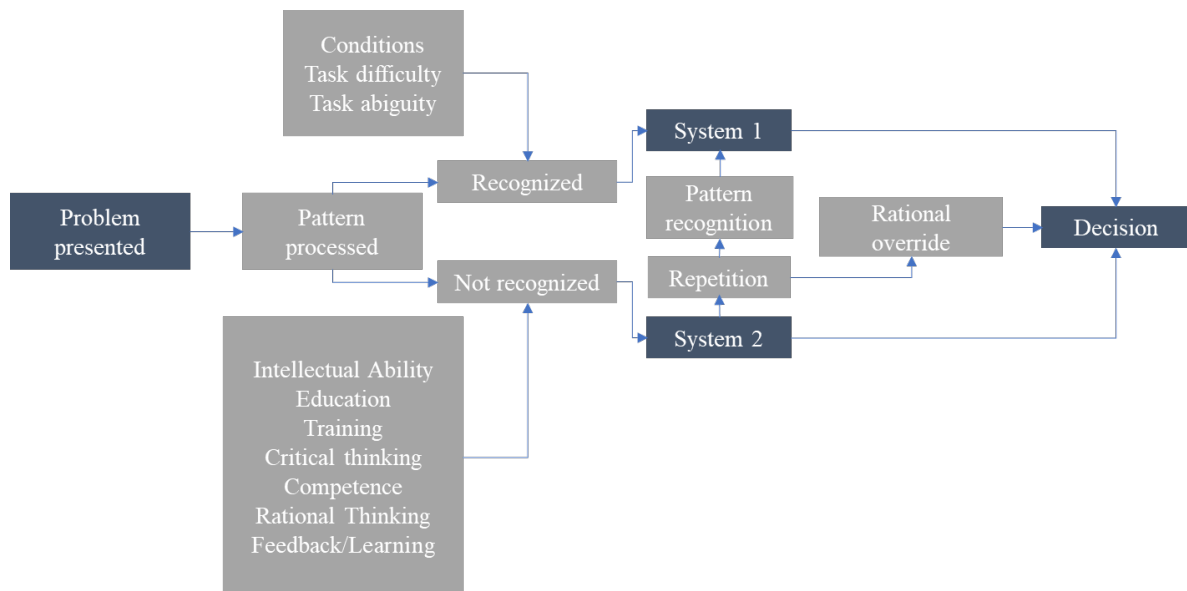 Conditions
Task difficulty
Task abiguity
System 1
Recognized
Pattern
recognition
Rational
override
Problem
presented
Pattern
processed
Decision
Not recognized
Repetition
System 2
Intellectual Ability
Education
Training
Critical thinking
Competence
Rational Thinking
Feedback/Learning